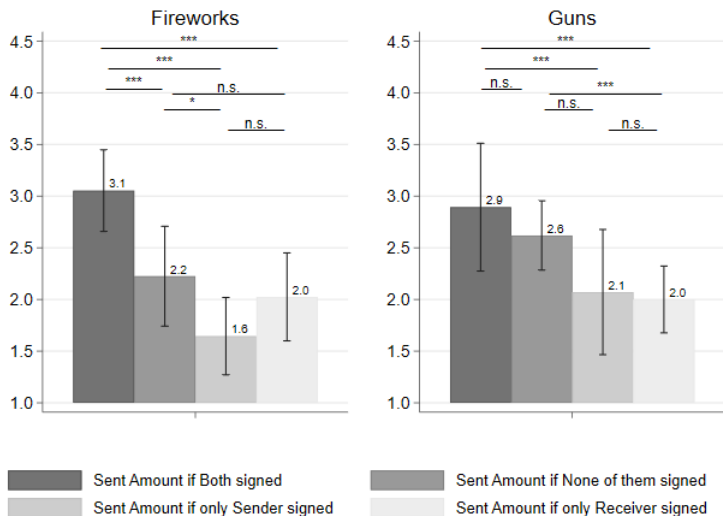 Fireworks
4.5
4.0
3.5
3.0
2.5
2.0
1.5
1.0
***
***
***
n.s.
*
n.s.
3.1
2.2
1.6
2.0
Guns
4.5
4.0
3.5
3.0
2.5
2.0
1.5
1.0
***
***
n.s.
***
n.s.
n.s.
2.9
2.6
2.1
2.0
Sent Amount if Both signed
Sent Amount if None of them signed
Sent Amount if only Sender signed
Sent Amount if only Receiver signed